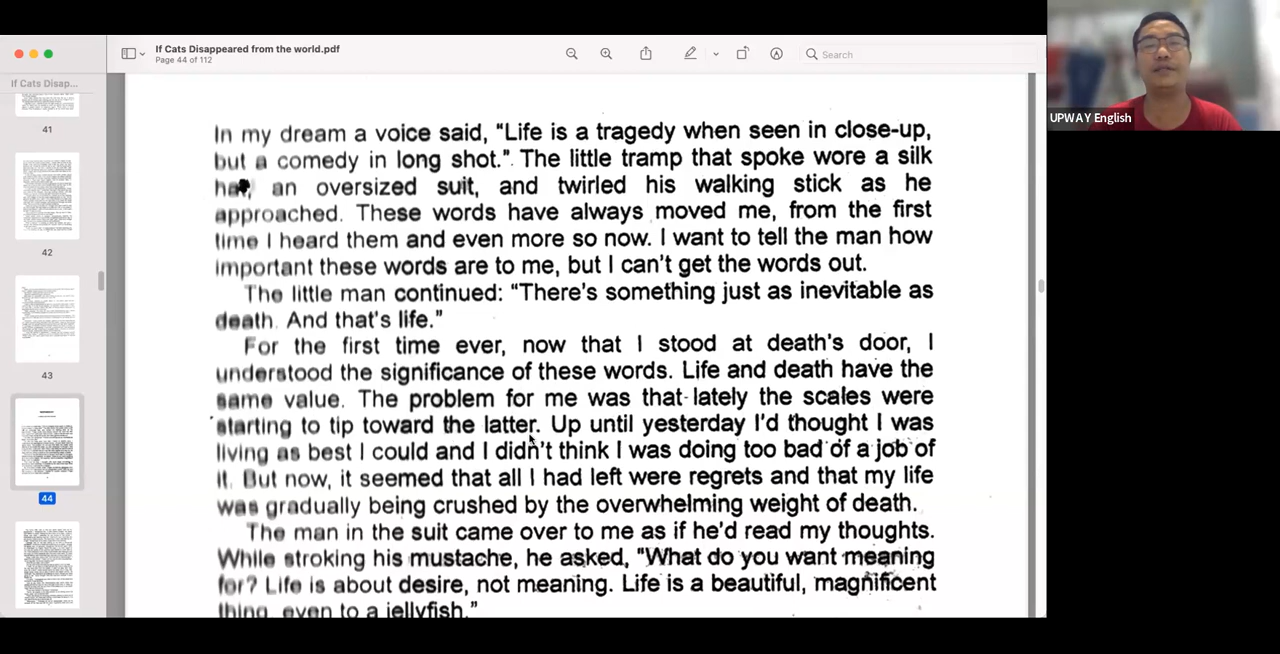 If Cats Disappeared from the world.pdf
Page 44 of 112
Search
If Cats Disap...
41
42
43
44
UPWAY English
In my dream a voice said, "Life is a tragedy when seen in close-up,
but a comedy in long shot." The little tramp that spoke wore a silk
hat, an oversized suit, and twirled his walking stick as he
approached. These words have always moved me, from the first
time I heard them and even more so now. I want to tell the man how
important these words are to me, but I can't get the words out.
The little man continued: "There's something just as inevitable as
death. And that's life."
For the first time ever, now that I stood at death's door, I
understood the significance of these words. Life and death have the
same value. The problem for me was that lately the scales were
starting to tip toward the latter. Up until yesterday I'd thought I was
living as best I could and I didn't think I was doing too bad of a job of
it. But now, it seemed that all I had left were regrets and that my life
was gradually being crushed by the overwhelming weight of death.
The man in the suit came over to me as if he'd read my thoughts.
While stroking his mustache, he asked, "What do you want meaning
for? Life is about desire, not meaning. Life is a beautiful, magnificent
thing, even to a jellyfish."